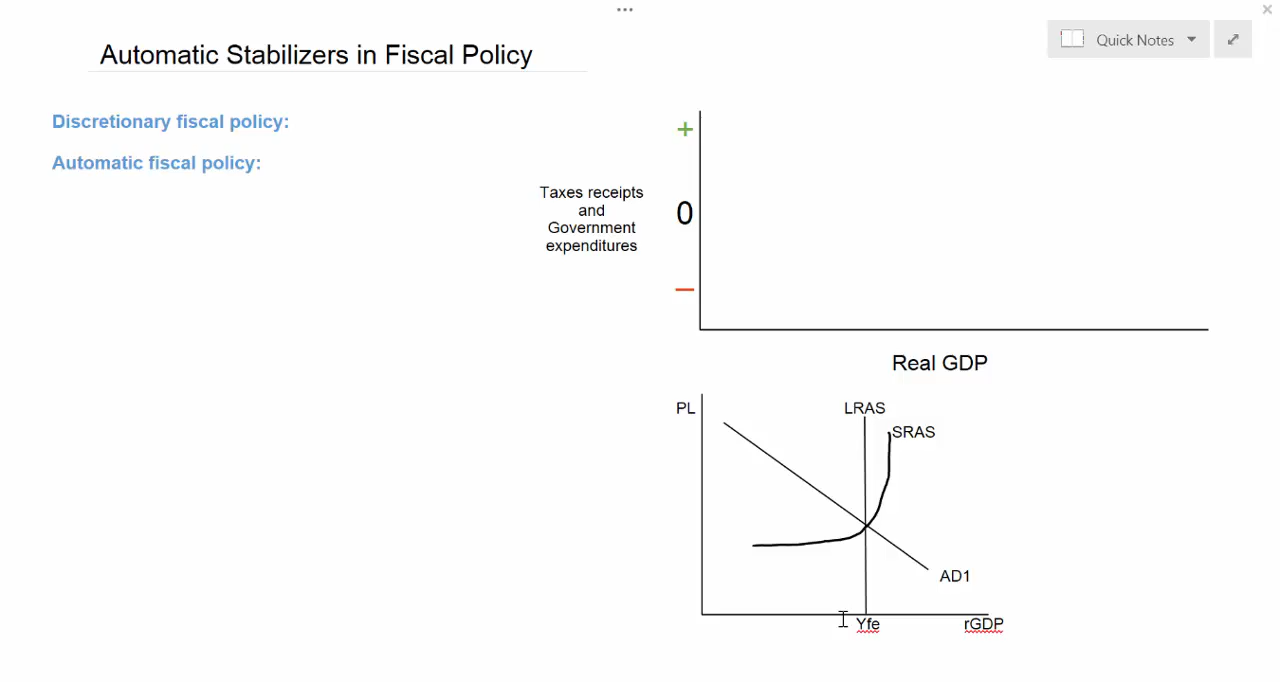 Automatic Stabilizers in Fiscal Policy
Quick Notes
Discretionary fiscal policy:
Automatic fiscal policy:
+
Taxes receipts
and
Government
expenditures
0
−
Real GDP
PL
LRAS
SRAS
AD1
Yfe
rGDP